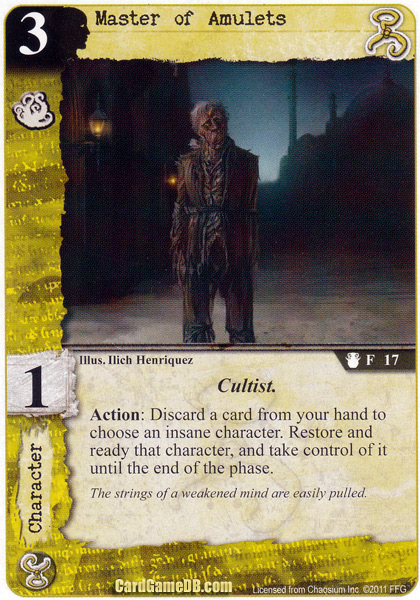 3
Master of Amulets
Illus. Ilich Henriquez
F 17
1
Cultist.
Action: Discard a card from your hand to
choose an insane character. Restore and
ready that character, and take control of it
until the end of the phase.
The strings of a weakened mind are easily pulled.
Character
CardGameDB.com
Licensed from Chaosium Inc. ©2011 FFG